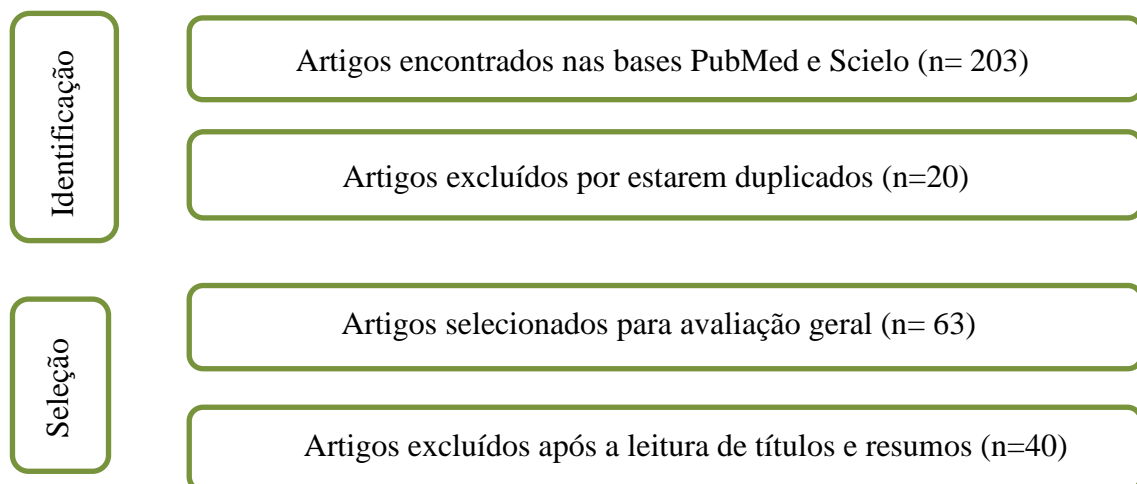 Identificação
Artigos encontrados nas bases PubMed e Scielo (n= 203)
Artigos excluídos por estarem duplicados (n=20)
Seleção
Artigos selecionados para avaliação geral (n= 63)
Artigos excluídos após a leitura de títulos e resumos (n=40)